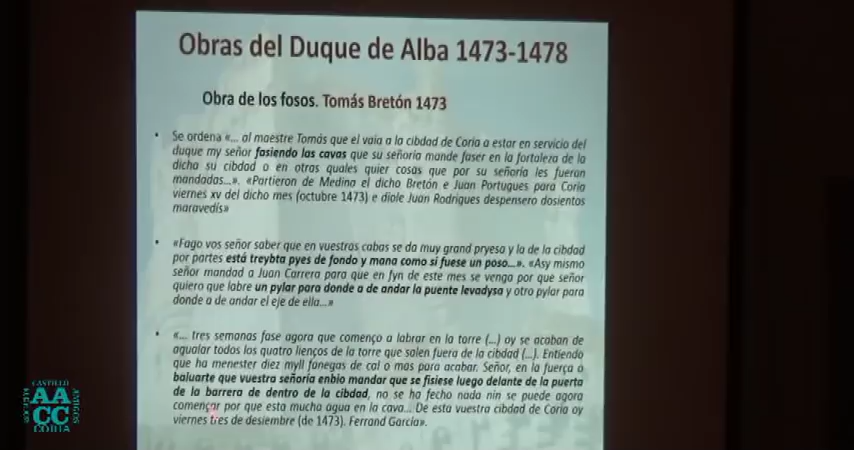 Obras del Duque de Alba 1473-1478
Obra de los fosos. Tomás Bretón 1473
• Se ordena «... al maestre Tomás que el vaia a la cibdad de Coria a estar en servicio del
duque my señor fasiendo las cavas que su señoria mande faser en la fortaleza de la
dicha su cibdad o en otras quales quier cosas que por su señoría les fueran
mandadas...». «Partieron de Medina el dicho Bretón e Juan Portugues para Coria
viernes xv del dicho mes (octubre 1473) e diole Juan Rodrigues despensero dosientos
maravedís»
• «Fago vos señor saber que en vuestras cabas se da muy grand pryesa y la de la cibdad
por partes está treybta pyes de fondo y mana como si fuese un poso...». «Asy mismo
señor mandad a Juan Carrera para que en fyn de este mes se venga por que señor
quiero que labre un pylar para donde a de andar la puente levadysa y otro pylar para
donde a de andar el eje de ella...»
• «... tres semanas fase agora que começo a labrar en la torre (...) oy se acaban de
agualar todos los quatro lienços de la torre que salen fuera de la cibdad (...). Entiendo
que ha menester diez myll fanegas de cal o mas para acabar. Señor, en la fuerça o
baluarte que vuestra señoría enbio mandar que se fisiese luego delante de la puerta
de la barrera de dentro de la cibdad, no se ha fecho nada nin se puede agora
començar por que esta mucha agua en la cava... De esta vuestra cibdad de Coria oy
viernes tres de desiembre (de 1473). Ferrand García».
CASTILLO
AA
CC
CORIA
AMIGOS